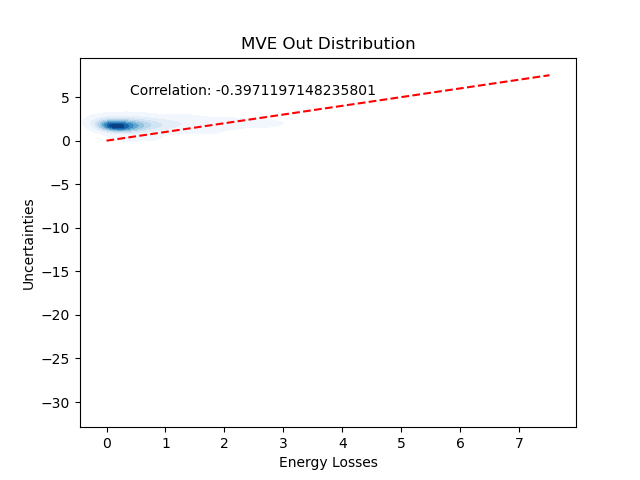 MVE Out Distribution
Correlation: -0.3971197148235801
5
0
−5
−10
−15
−20
−25
−30
Uncertainties
0 1 2 3 4 5 6 7
Energy Losses